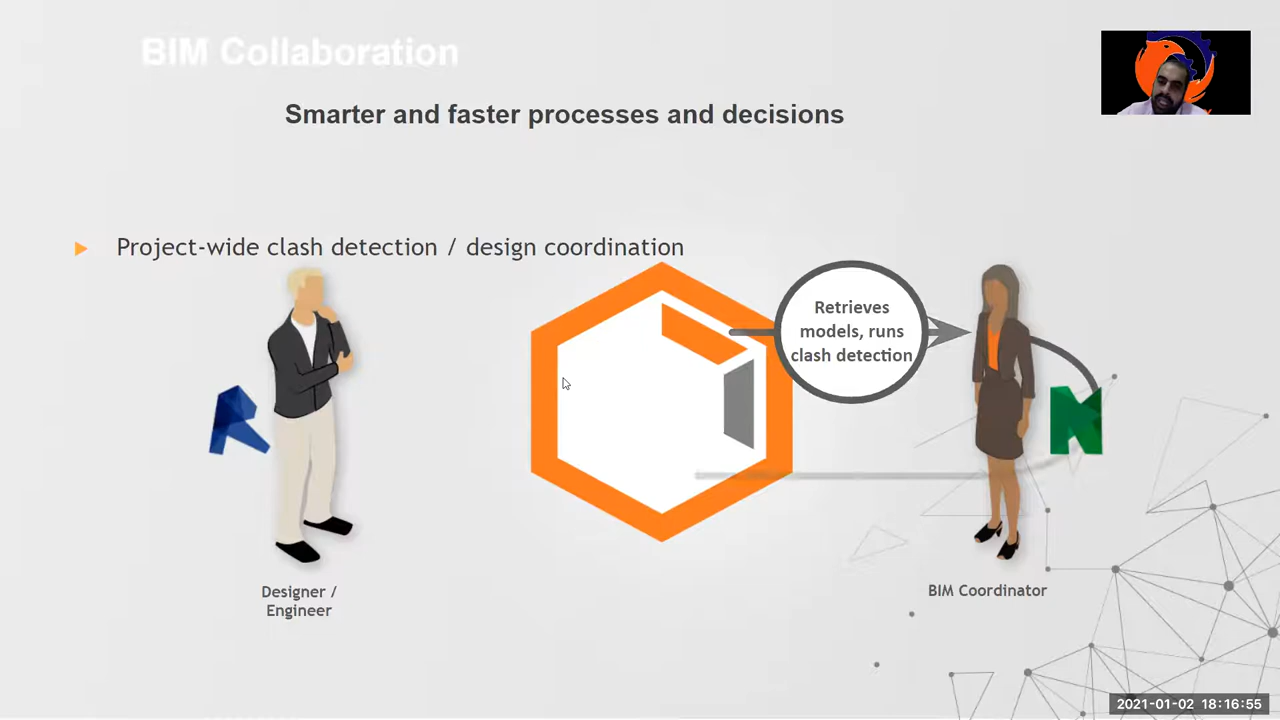 BIM Collaboration
Smarter and faster processes and decisions
Project-wide clash detection / design coordination
Retrieves
models, runs
clash detection
Designer /
Engineer
BIM Coordinator
2021-01-02 18:16:55